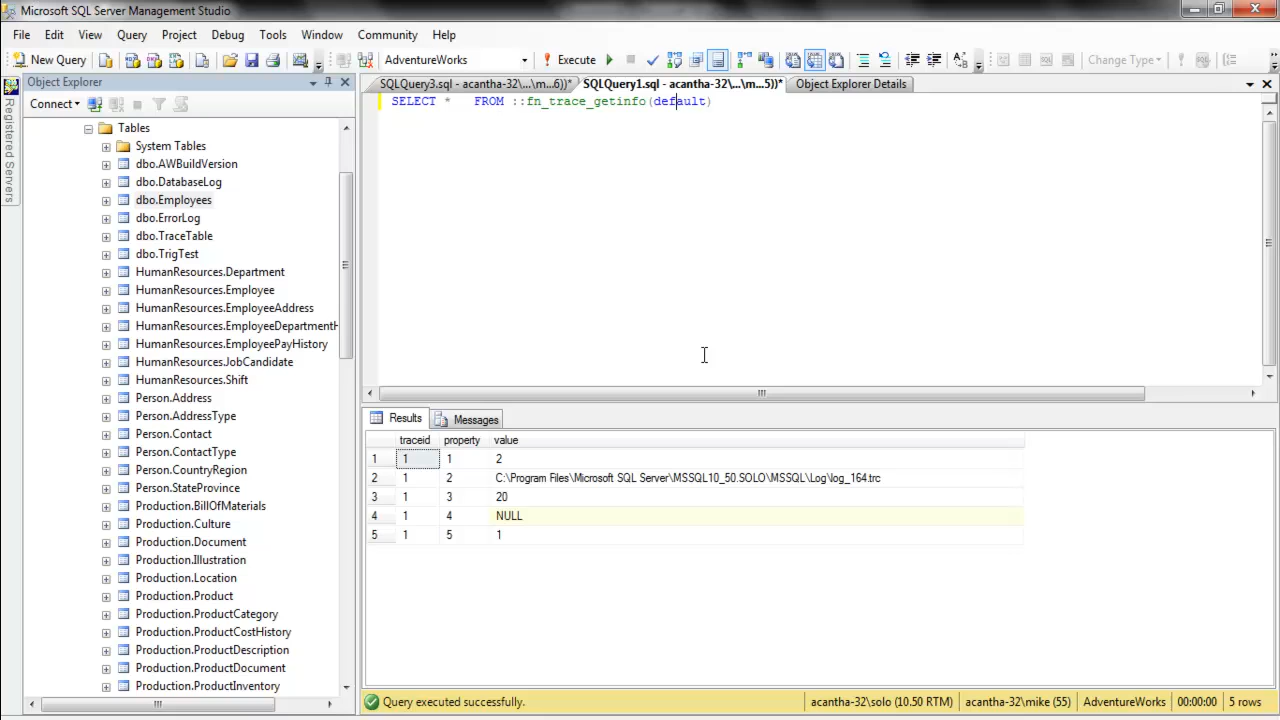 Microsoft SQL Server Management Studio
File Edit View Query Project Debug Tools Window Community Help
New Query AdventureWorks Execute Change Type
Registered Servers
Object Explorer
Connect
Tables
System Tables
dbo.AWBuildVersion
dbo.DatabaseLog
dbo.Employees
dbo.ErrorLog
dbo.TraceTable
dbo.TrigTest
HumanResources.Department
HumanResources.Employee
HumanResources.EmployeeAddress
HumanResources.EmployeeDepartmentH
HumanResources.EmployeePayHistory
HumanResources.JobCandidate
HumanResources.Shift
Person.Address
Person.AddressType
Person.Contact
Person.ContactType
Person.CountryRegion
Person.StateProvince
Production.BillOfMaterials
Production.Culture
Production.Document
Production.Illustration
Production.Location
Production.Product
Production.ProductCategory
Production.ProductCostHistory
Production.ProductDescription
Production.ProductDocument
Production.ProductInventory
SQLQuery3.sql - acantha-32\...\m...6))* SQLQuery1.sql - acantha-32\...\m...5))* Object Explorer Details
SELECT * FROM ::fn_trace_getinfo(default)
Results Messages
traceid property value
1 1 1 2
2 1 2 C:\Program Files\Microsoft SQL Server\MSSQL10_50.SOLO\MSSQL\Log\log_164.trc
3 1 3 20
4 1 4 NULL
5 1 5 1
Query executed successfully. acantha-32\solo (10.50 RTM) acantha-32\mike (55) AdventureWorks 00:00:00 5 rows